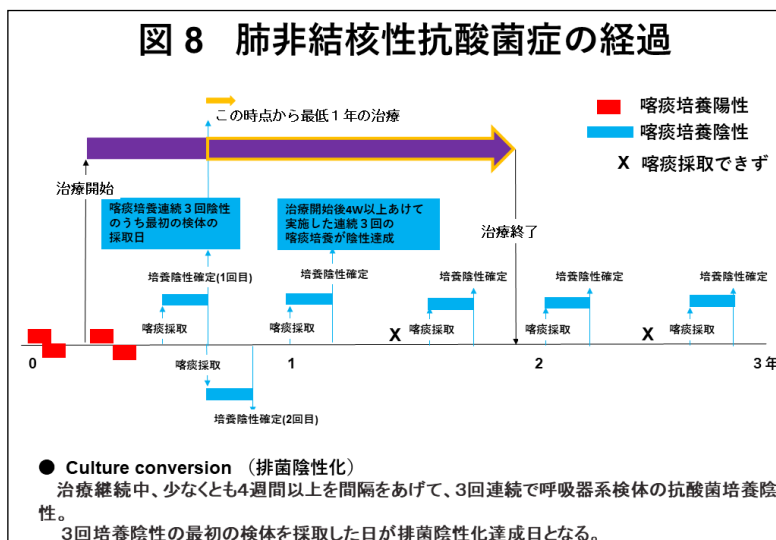 図 8　肺非結核性抗酸菌症の経過
この時点から最低１年の治療
喀痰培養陽性
喀痰培養陰性
X 喀痰採取できず
治療開始
喀痰培養連続３回陰性
のうち最初の検体の
採取日
治療開始後4W以上あけて
実施した連続３回の
喀痰培養が陰性達成
治療終了
培養陰性確定(1回目)
培養陰性確定
培養陰性確定
培養陰性確定
培養陰性確定
喀痰採取
喀痰採取
X
喀痰採取
喀痰採取
X
喀痰採取
0
1
2
3 年
喀痰採取
培養陰性確定(2回目)
● Culture conversion （排菌陰性化）
治療継続中、少なくとも4週間以上を間隔をあげて、3回連続で呼吸器系検体の抗酸菌培養陰
性。
3回培養陰性の最初の検体を採取した日が排菌陰性化達成日となる。